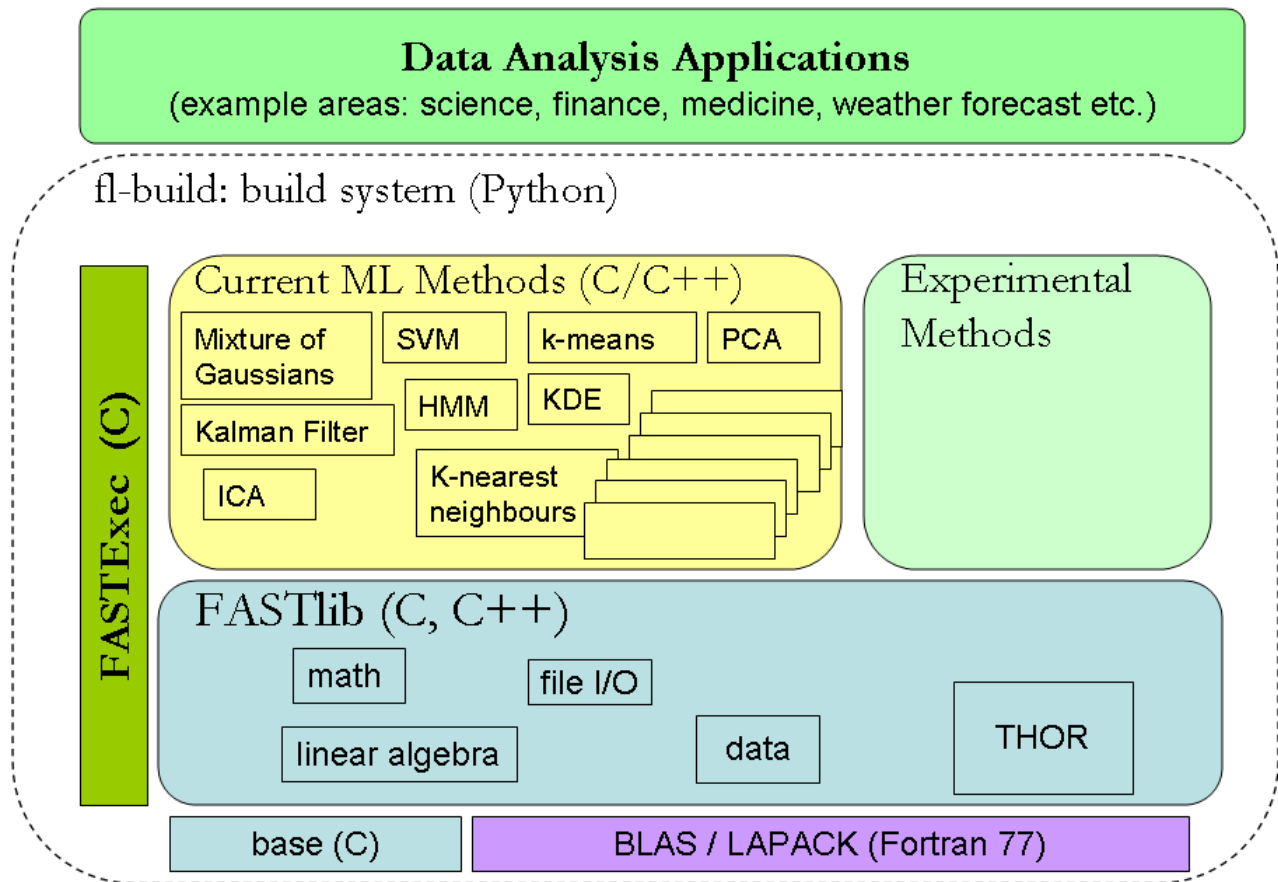 Data Analysis Applications
(example areas: science, finance, medicine, weather forecast etc.)
fl-build: build system (Python)
FASTExec (C)
Current ML Methods (C/C++)
Mixture of
Gaussians
SVM
k-means
PCA
Kalman Filter
HMM
KDE
ICA
K-nearest
neighbours
Experimental
Methods
FASTlib (C, C++)
math
file I/O
linear algebra
data
THOR
base (C)
BLAS / LAPACK (Fortran 77)